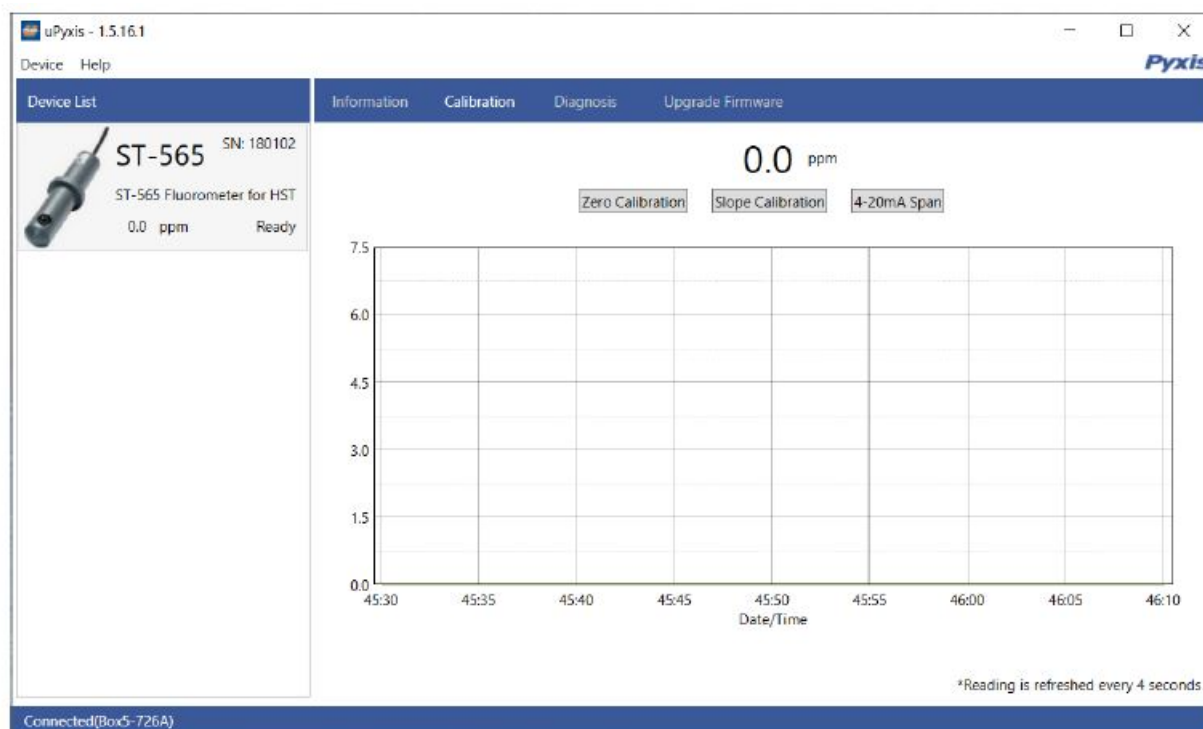 uPyxis - 1.5.16.1
Device Help
Pyxis
Device List
Information Calibration Diagnosis Upgrade Firmware
ST-565 SN: 180102
ST-565 Fluorometer for HST
0.0 ppm Ready
0.0 ppm
Zero Calibration Slope Calibration 4-20mA Span
7.5
6.0
4.5
3.0
1.5
0.0
45:30 45:35 45:40 45:45 45:50 45:55 46:00 46:05 46:10
Date/Time
*Reading is refreshed every 4 seconds
Connected(Box5-726A)